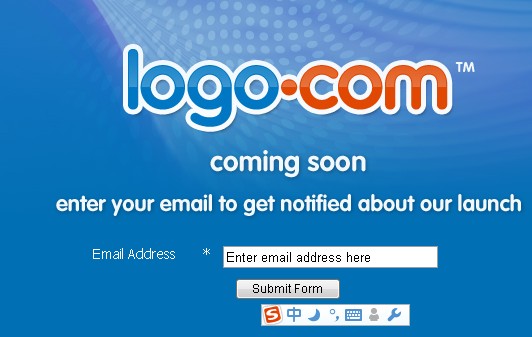 logo.com™
coming soon
enter your email to get notified about our launch
Email Address *
Enter email address here
Submit Form
S 中 °,